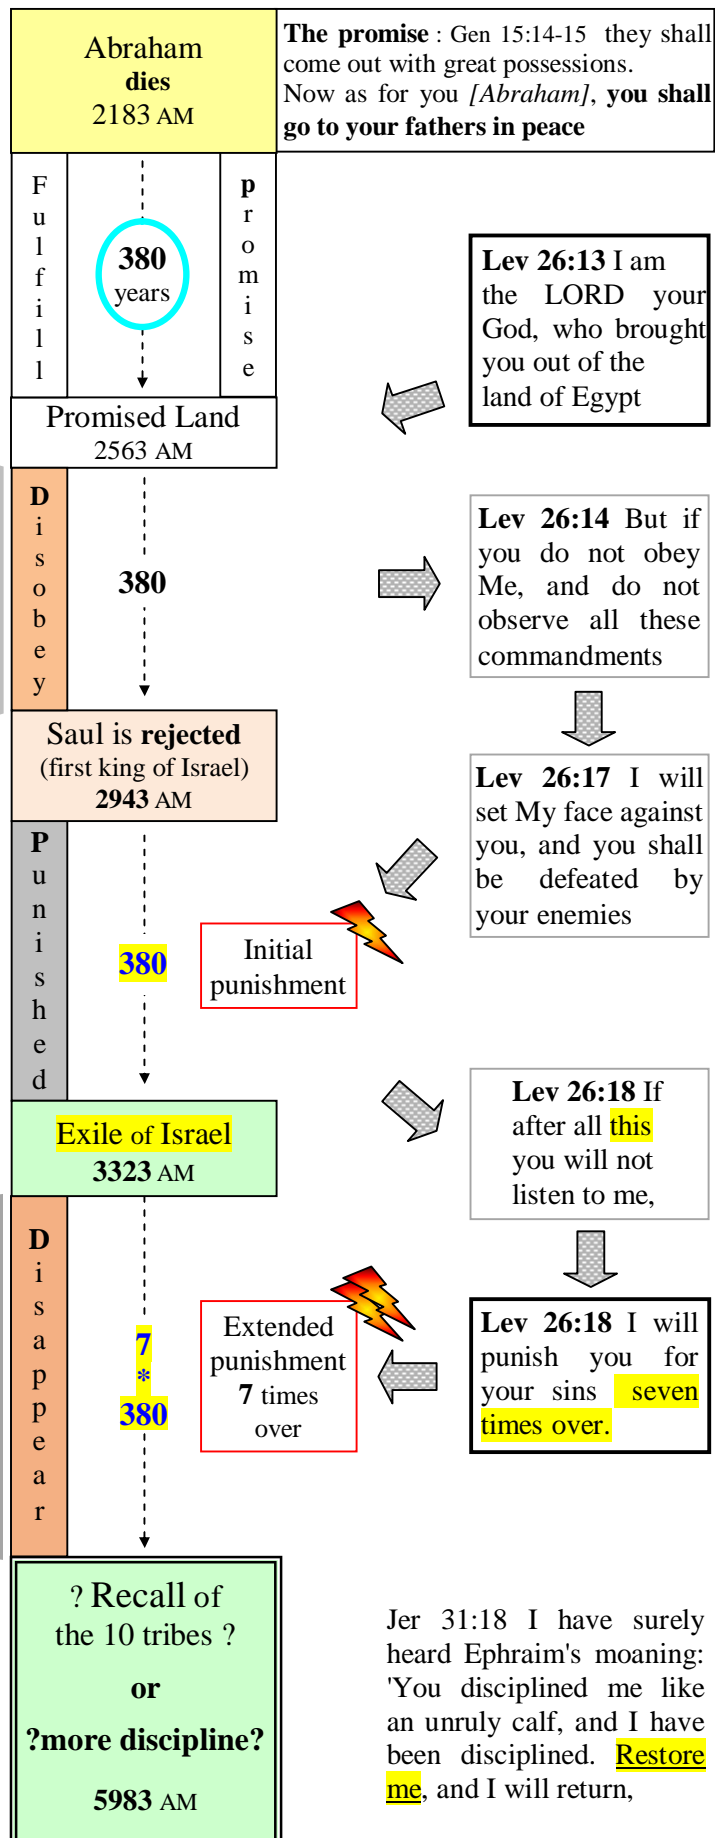 Abraham
dies
2183 AM
The promise : Gen 15:14-15 they shall
come out with great possessions.
Now as for you [Abraham], you shall
go to your fathers in peace
Fulfill
380
years
promise
Lev 26:13 I am
the LORD your
God, who brought
you out of the
land of Egypt
Promised Land
2563 AM
Disobey
380
Lev 26:14 But if
you do not obey
Me, and do not
observe all these
commandments
Saul is rejected
(first king of Israel)
2943 AM
Lev 26:17 I will
set My face against
you, and you shall
be defeated by
your enemies
Punished
380
Initial
punishment
Exile of Israel
3323 AM
Lev 26:18 If
after all this
you will not
listen to me,
Disappear
7
*
380
Extended
punishment
7 times
over
Lev 26:18 I will
punish you for
your sins seven
times over.
? Recall of
the 10 tribes ?
or
?more discipline?
5983 AM
Jer 31:18 I have surely
heard Ephraim's moaning:
'You disciplined me like
an unruly calf, and I have
been disciplined. Restore
me, and I will return,